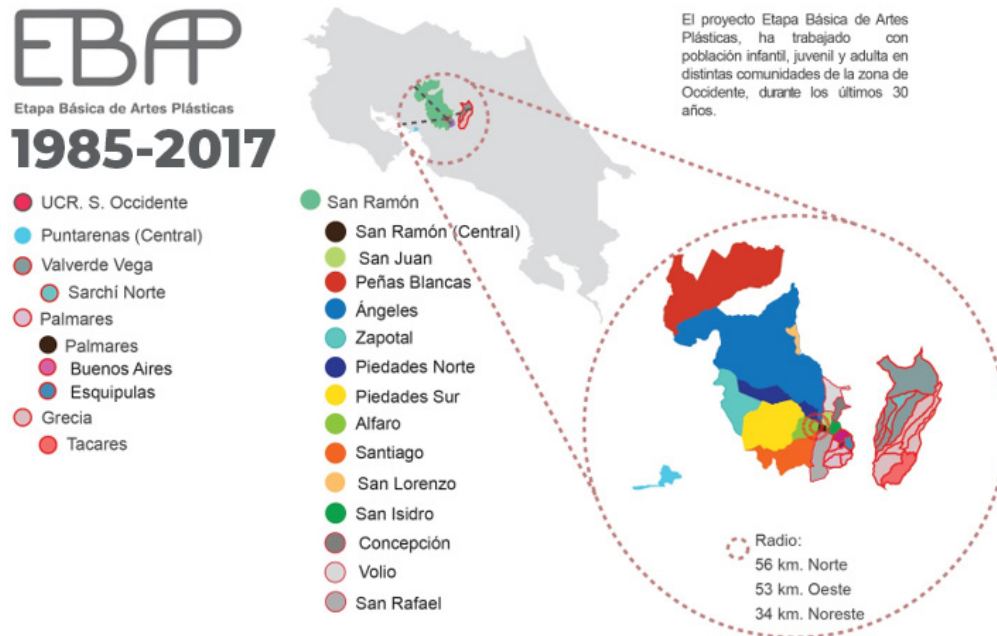 EBAP
Etapa Básica de Artes Plásticas
1985-2017
UCR. S. Occidente
Puntarenas (Central)
Valverde Vega
Sarchí Norte
Palmares
Palmares
Buenos Aires
Esquipulas
Grecia
Tacares
San Ramón
San Ramón (Central)
San Juan
Peñas Blancas
Ángeles
Zapotal
Piedades Norte
Piedades Sur
Alfaro
Santiago
San Lorenzo
San Isidro
Concepción
Volio
San Rafael
El proyecto Etapa Básica de Artes
Plásticas, ha trabajado con
población infantil, juvenil y adulta en
distintas comunidades de la zona de
Occidente, durante los últimos 30
años.
Radio:
56 km. Norte
53 km. Oeste
34 km. Noreste